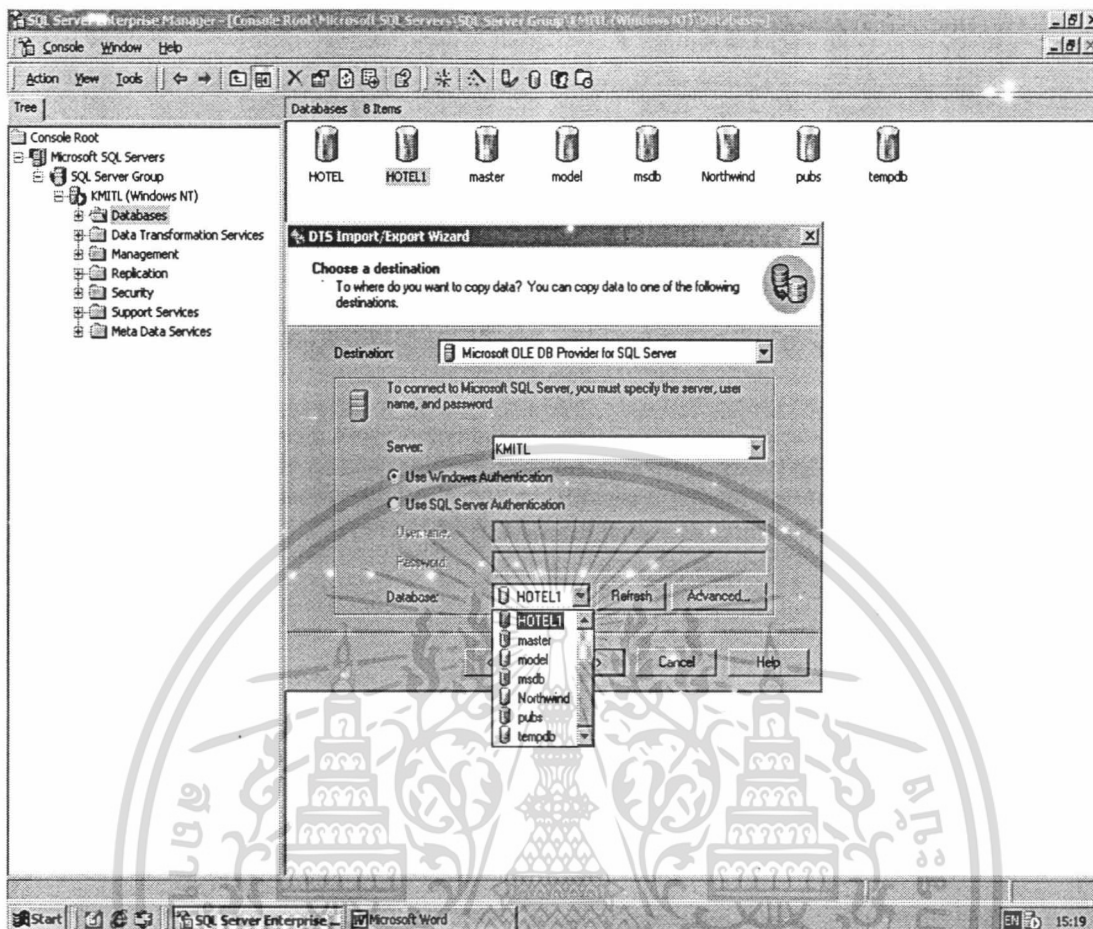 SQL Server Enterprise Manager - [Console Root\Microsoft SQL Servers\SQL Server Group\KMITL (Windows NT)\Databases]
Console Window Help
Action View Tools
Tree
Databases 8 Items
Console Root
Microsoft SQL Servers
SQL Server Group
KMITL (Windows NT)
Databases
Data Transformation Services
Management
Replication
Security
Support Services
Meta Data Services
HOTEL
HOTEL1
master
model
msdb
Northwind
pubs
tempdb
DTS Import/Export Wizard
Choose a destination
To where do you want to copy data? You can copy data to one of the following
destinations.
Destination: Microsoft OLE DB Provider for SQL Server
To connect to Microsoft SQL Server, you must specify the server, user
name, and password.
Server: KMITL
Use Windows Authentication
Use SQL Server Authentication
Username:
Password:
Database: HOTEL1 Refresh Advanced...
HOTEL1
master
model
msdb
Northwind
pubs
tempdb
< > Cancel Help
Start SQL Server Enterprise ... Microsoft Word EN 15:19